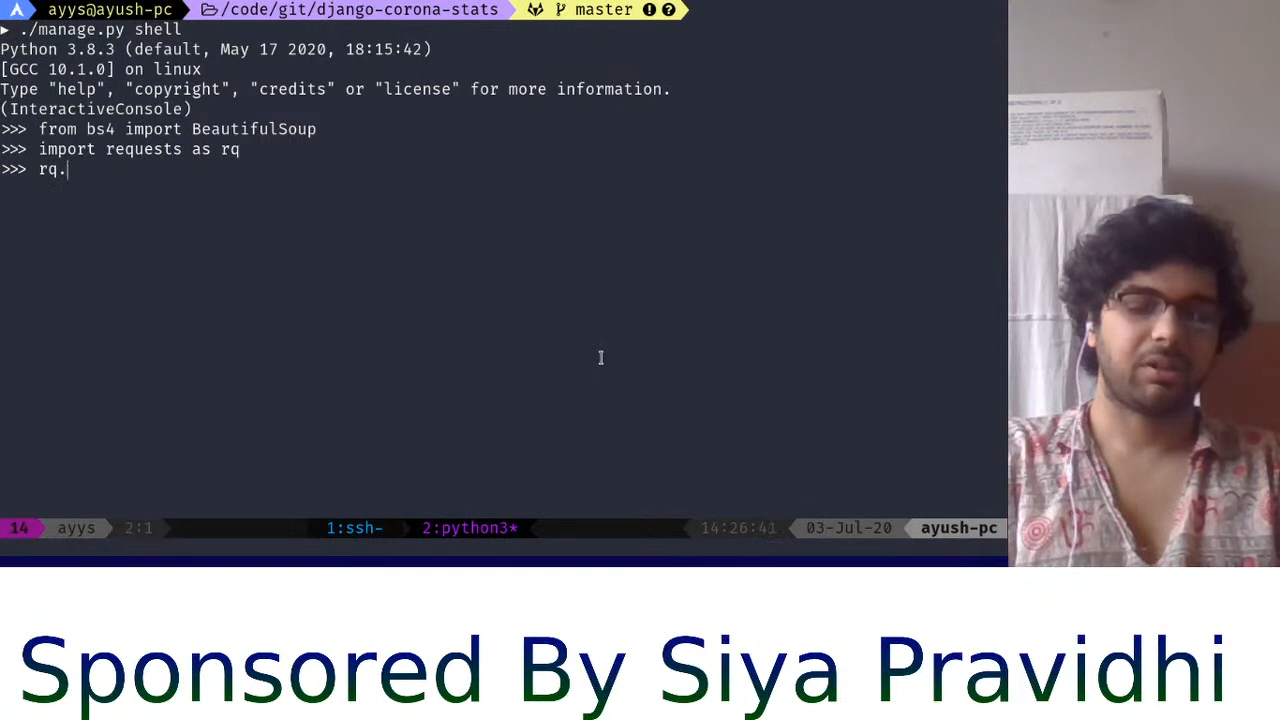 ayys@ayush-pc /code/git/django-corona-stats master
./manage.py shell
Python 3.8.3 (default, May 17 2020, 18:15:42)
[GCC 10.1.0] on linux
Type "help", "copyright", "credits" or "license" for more information.
(InteractiveConsole)
>>> from bs4 import BeautifulSoup
>>> import requests as rq
>>> rq.
14 ayys 2:1 1:ssh- 2:python3* 14:26:41 03-Jul-20 ayush-pc
Sponsored By Siya Pravidhi